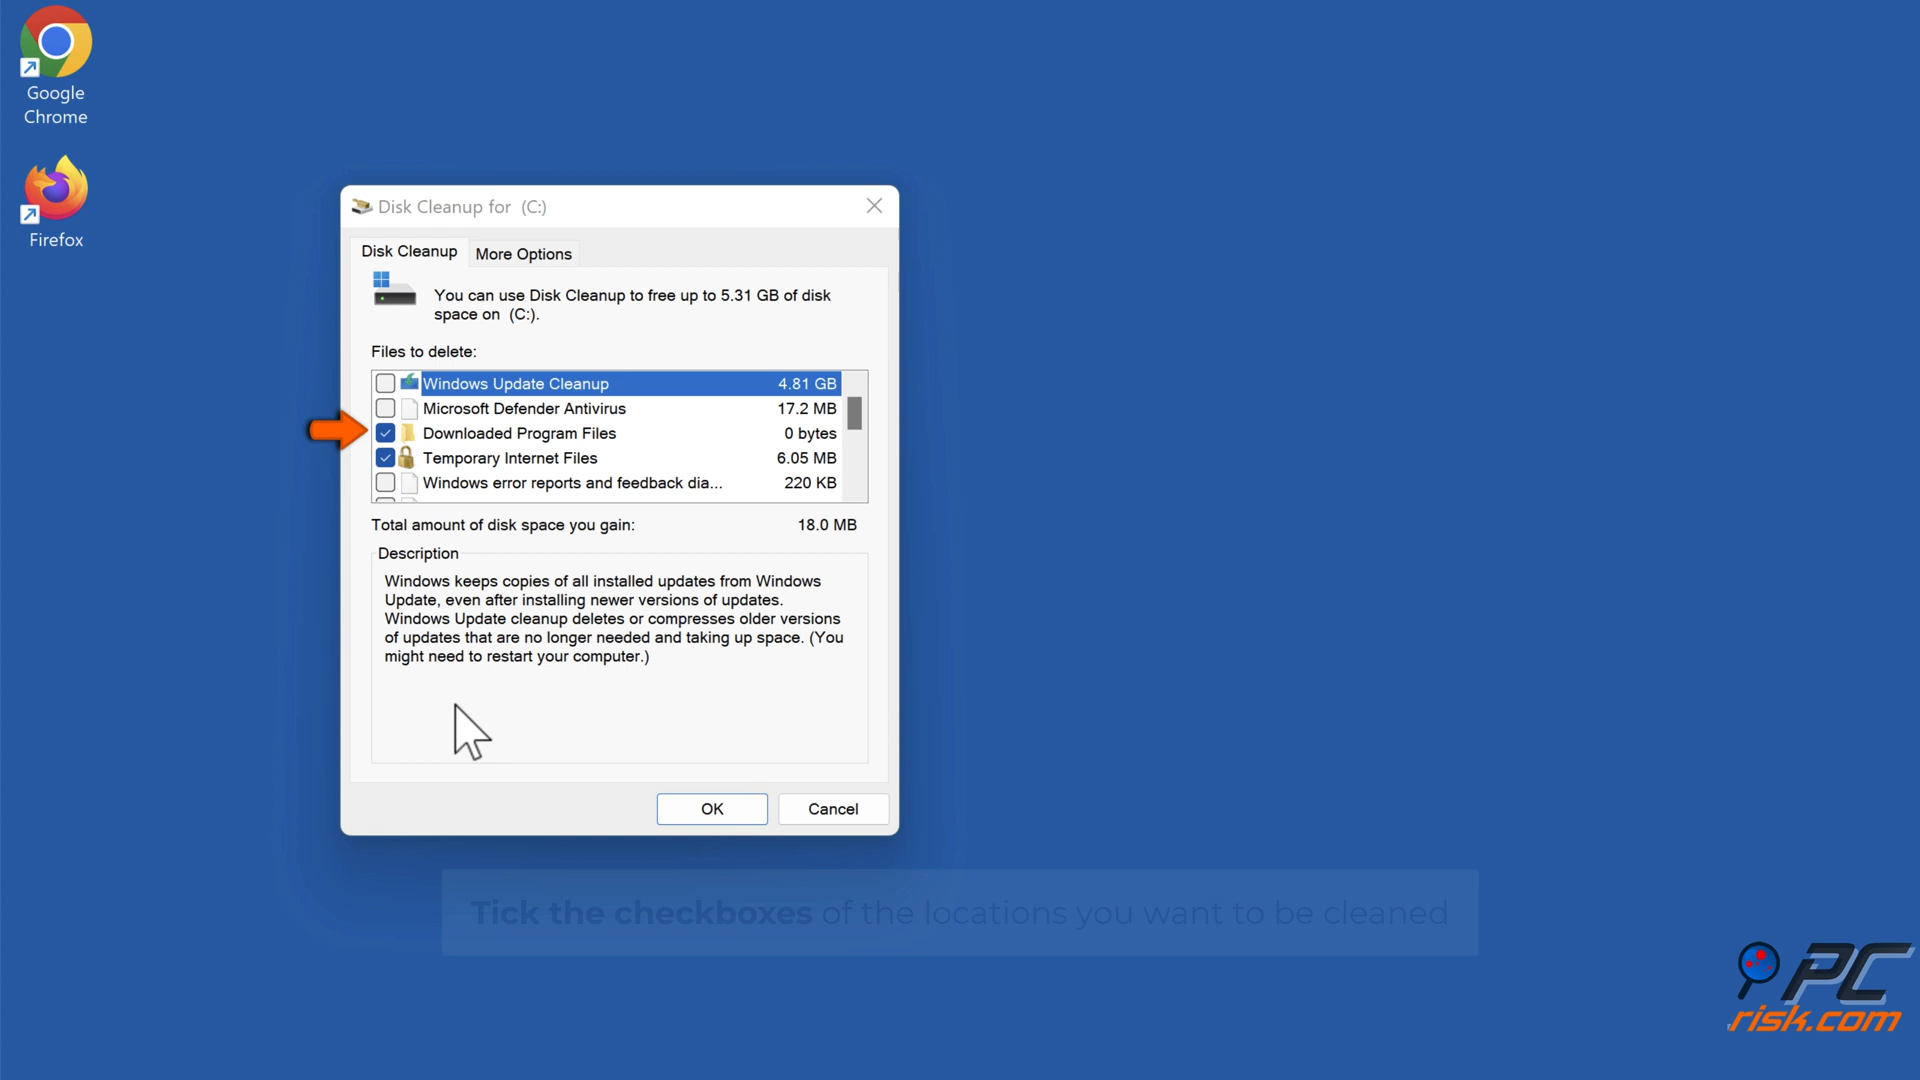 Google
Chrome
Firefox
Disk Cleanup for  (C:)
Disk Cleanup
More Options
You can use Disk Cleanup to free up to 5.31 GB of disk
space on  (C:).
Files to delete:
Windows Update Cleanup 4.81 GB
Microsoft Defender Antivirus 17.2 MB
Downloaded Program Files 0 bytes
Temporary Internet Files 6.05 MB
Windows error reports and feedback dia... 220 KB
Total amount of disk space you gain: 18.0 MB
Description
Windows keeps copies of all installed updates from Windows
Update, even after installing newer versions of updates.
Windows Update cleanup deletes or compresses older versions
of updates that are no longer needed and taking up space. (You
might need to restart your computer.)
OK
Cancel
Tick the checkboxes of the locations you want to be cleaned
PC
risk.com